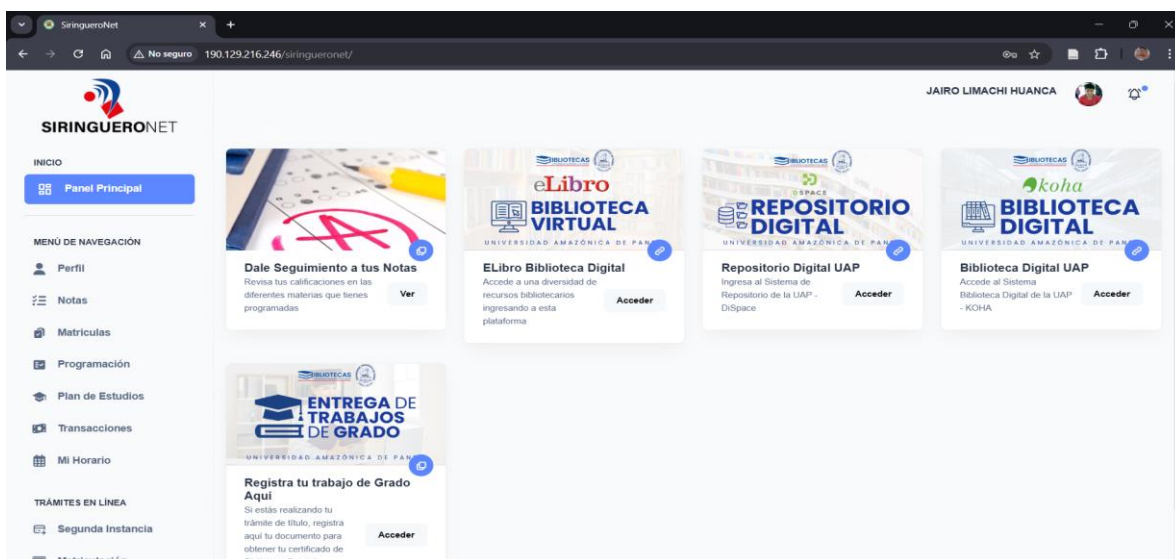 SiringueroNet
No seguro
190.129.216.246/siringueronet/
SIRINGUERONET
JAIRO LIMACHI HUANCA
INICIO
Panel Principal
MENÚ DE NAVEGACIÓN
Perfil
Notas
Matriculas
Programación
Plan de Estudios
Transacciones
Mi Horario
TRÁMITES EN LÍNEA
Segunda Instancia
Dale Seguimiento a tus Notas
Revisa tus calificaciones en las
diferentes materias que tienes
programadas
Ver
BIBLIOTECAS
eLibro
BIBLIOTECA
VIRTUAL
UNIVERSIDAD AMAZÓNICA DE PAN
ELibro Biblioteca Digital
Accede a una diversidad de
recursos bibliotecarios
ingresando a esta
plataforma
Acceder
BIBLIOTECAS
DSPACE
REPOSITORIO
DIGITAL
UNIVERSIDAD AMAZÓNICA DE PAN
Repositorio Digital UAP
Ingresa al Sistema de
Repositorio de la UAP -
DiSpace
Acceder
BIBLIOTECAS
koha
BIBLIOTECA
DIGITAL
UNIVERSIDAD AMAZÓNICA DE PAN
Biblioteca Digital UAP
Accede al Sistema
Biblioteca Digital de la UAP
- KOHA
Acceder
BIBLIOTECAS
ENTREGA DE
TRABAJOS
DE GRADO
UNIVERSIDAD AMAZÓNICA DE PAN
Registra tu trabajo de Grado
Aquí
Si estás realizando tu
trámite de título, registra
aquí tu documento para
obtener tu certificado de
Acceder